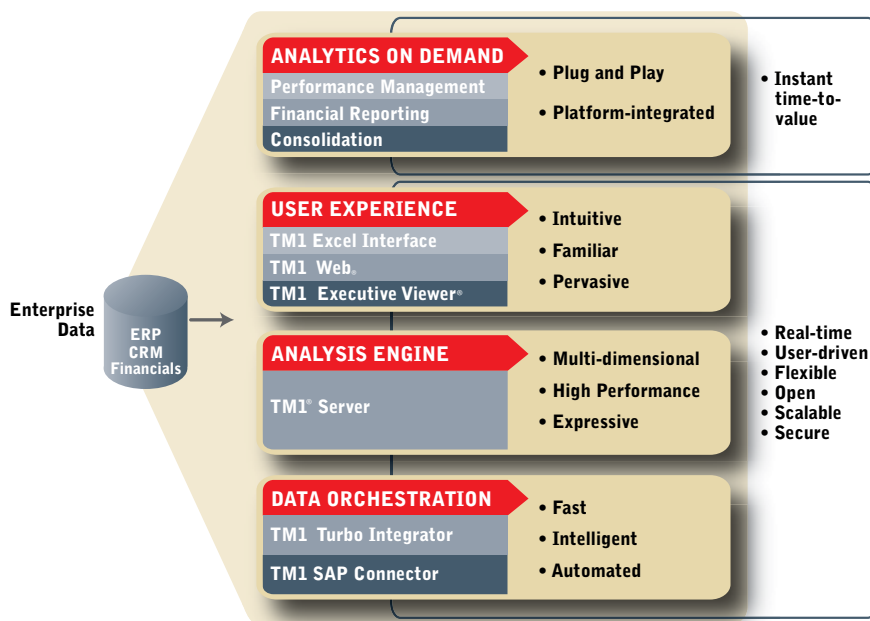 Enterprise
Data
ERP
CRM
Financials
ANALYTICS ON DEMAND
Performance Management
Financial Reporting
Consolidation
• Plug and Play
• Platform-integrated
• Instant
time-to-
value
USER EXPERIENCE
TM1 Excel Interface
TM1 Web®
TM1 Executive Viewer®
• Intuitive
• Familiar
• Pervasive
ANALYSIS ENGINE
TM1® Server
• Multi-dimensional
• High Performance
• Expressive
DATA ORCHESTRATION
TM1 Turbo Integrator
TM1 SAP Connector
• Fast
• Intelligent
• Automated
• Real-time
• User-driven
• Flexible
• Open
• Scalable
• Secure